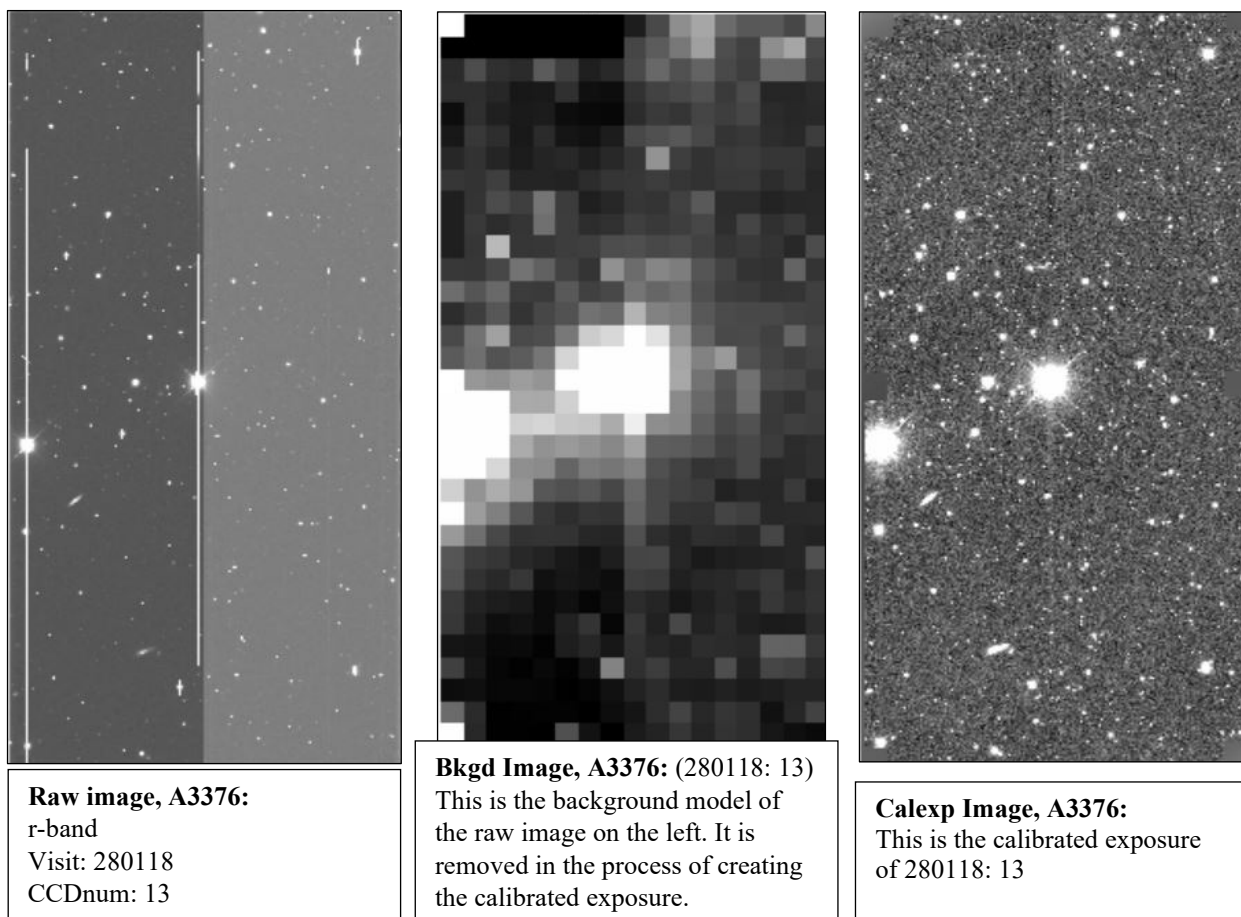 Raw image, A3376:
r-band
Visit: 280118
CCDnum: 13
Bkgd Image, A3376: (280118: 13)
This is the background model of
the raw image on the left. It is
removed in the process of creating
the calibrated exposure.
Calexp Image, A3376:
This is the calibrated exposure
of 280118: 13